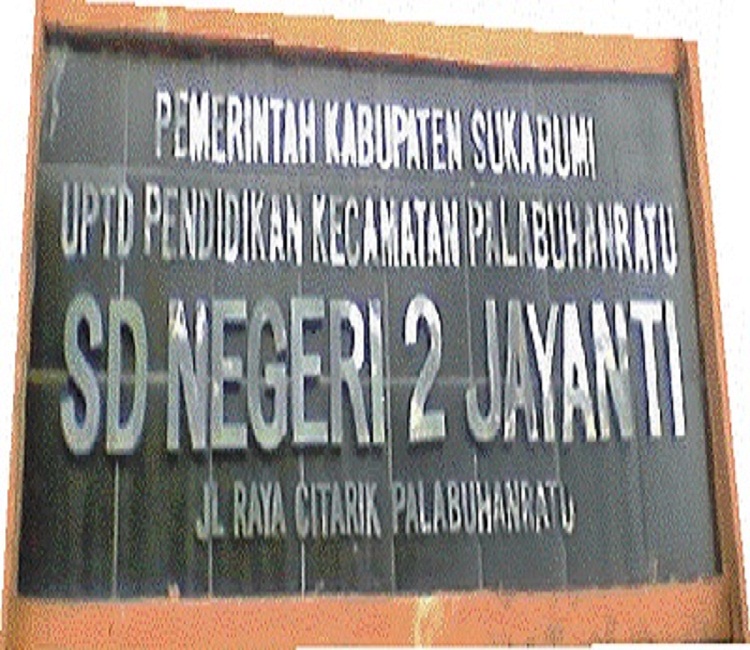 PEMERINTAH KABUPATEN SUKABUMI
UPTD PENDIDIKAN KECAMATAN PALABUHANRATU
SD NEGERI 2 JAYANTI
JL RAYA CITARIK PALABUHANRATU